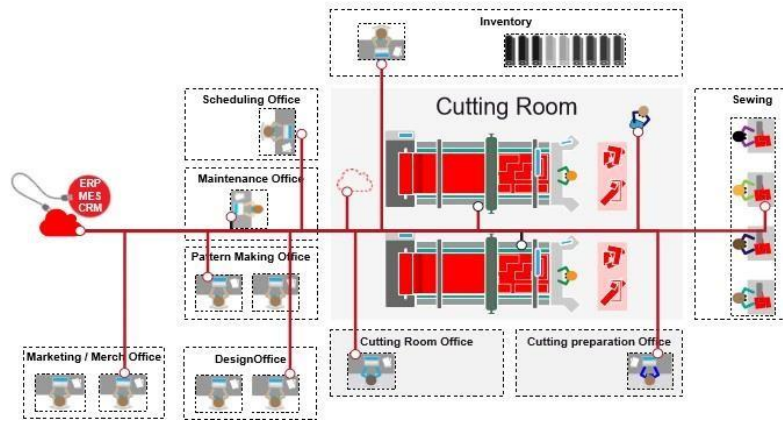 Inventory
Scheduling Office
Cutting Room
Sewing
Maintenance Office
ERP
MES
CRM
Pattern Making Office
Marketing / Merch Office
DesignOffice
Cutting Room Office
Cutting preparation Office